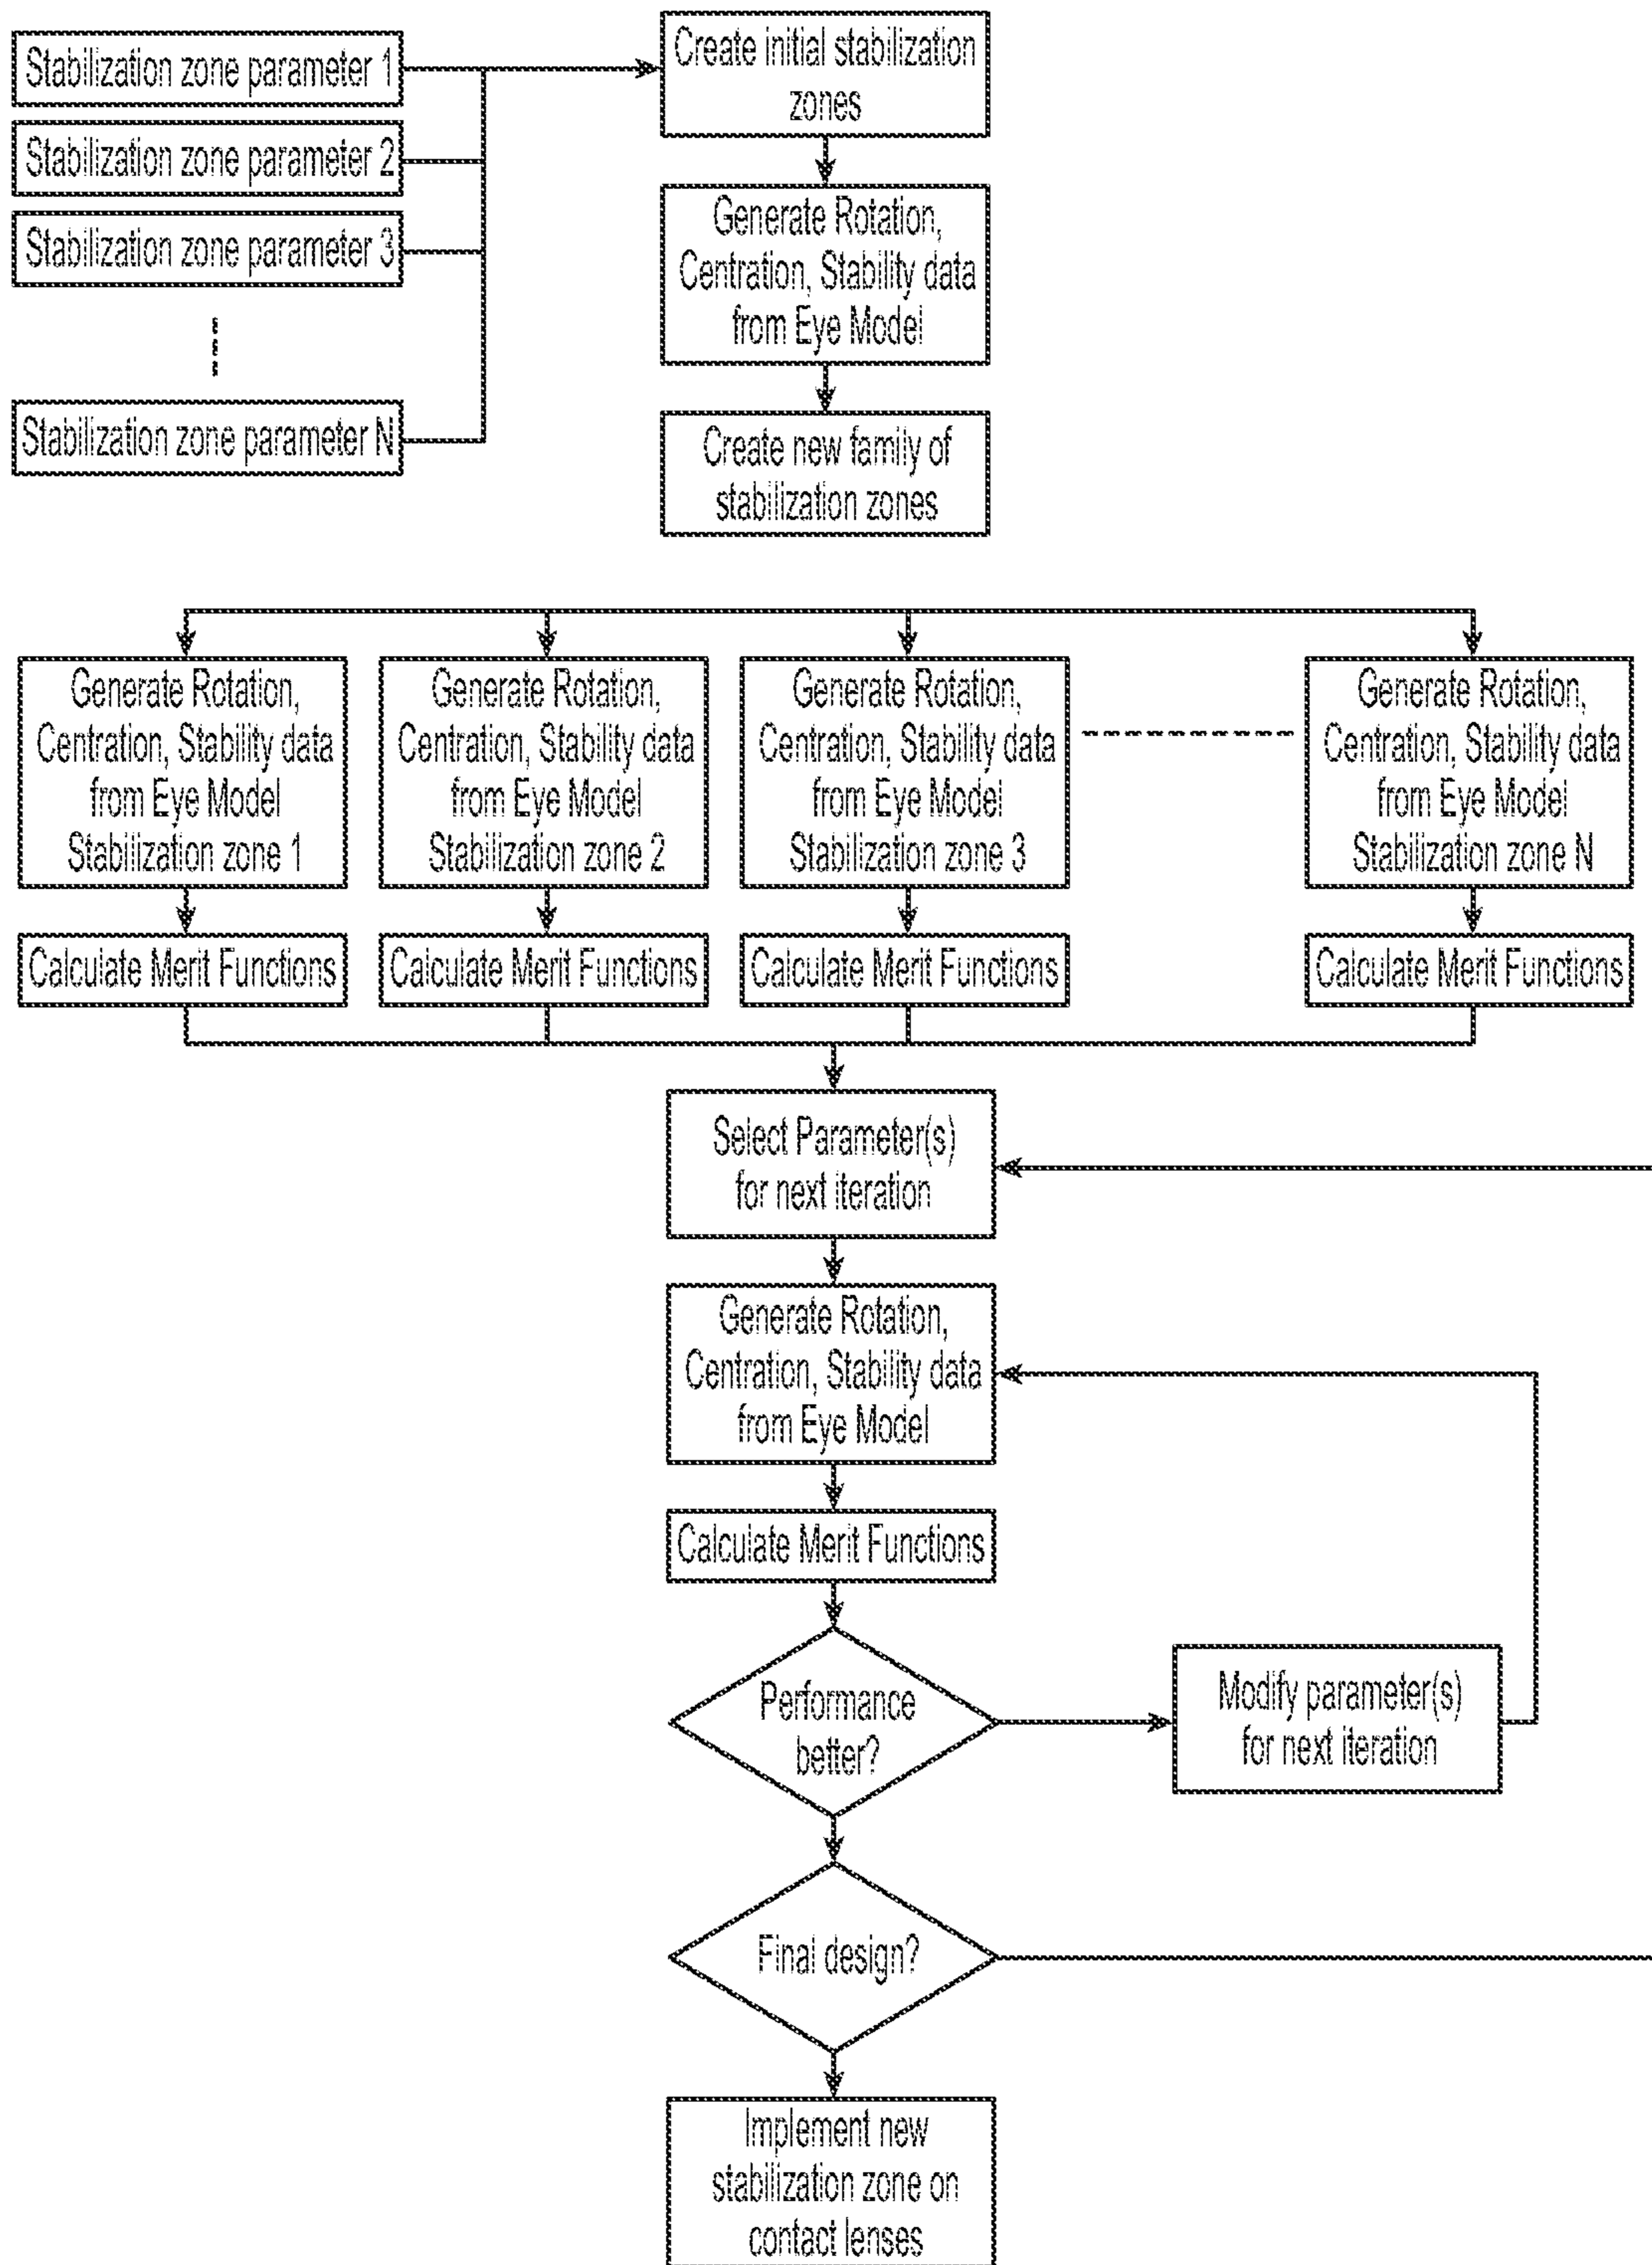 Stabilization zone parameter 1
Stabilization zone parameter 2
Stabilization zone parameter 3
Stabilization zone parameter N
Create initial stabilization
zones
Generate Rotation,
Centration, Stability data
from Eye Model
Create new family of
stabilization zones
Generate Rotation,
Centration, Stability data
from Eye Model
Stabilization zone 1
Generate Rotation,
Centration, Stability data
from Eye Model
Stabilization zone 2
Generate Rotation,
Centration, Stability data
from Eye Model
Stabilization zone 3
Generate Rotation,
Centration, Stability data
from Eye Model
Stabilization zone N
Calculate Merit Functions
Calculate Merit Functions
Calculate Merit Functions
Calculate Merit Functions
Select Parameter(s)
for next iteration
Generate Rotation,
Centration, Stability data
from Eye Model
Calculate Merit Functions
Performance
better?
Modify parameter(s)
for next iteration
Final design?
Implement new
stabilization zone on
contact lenses